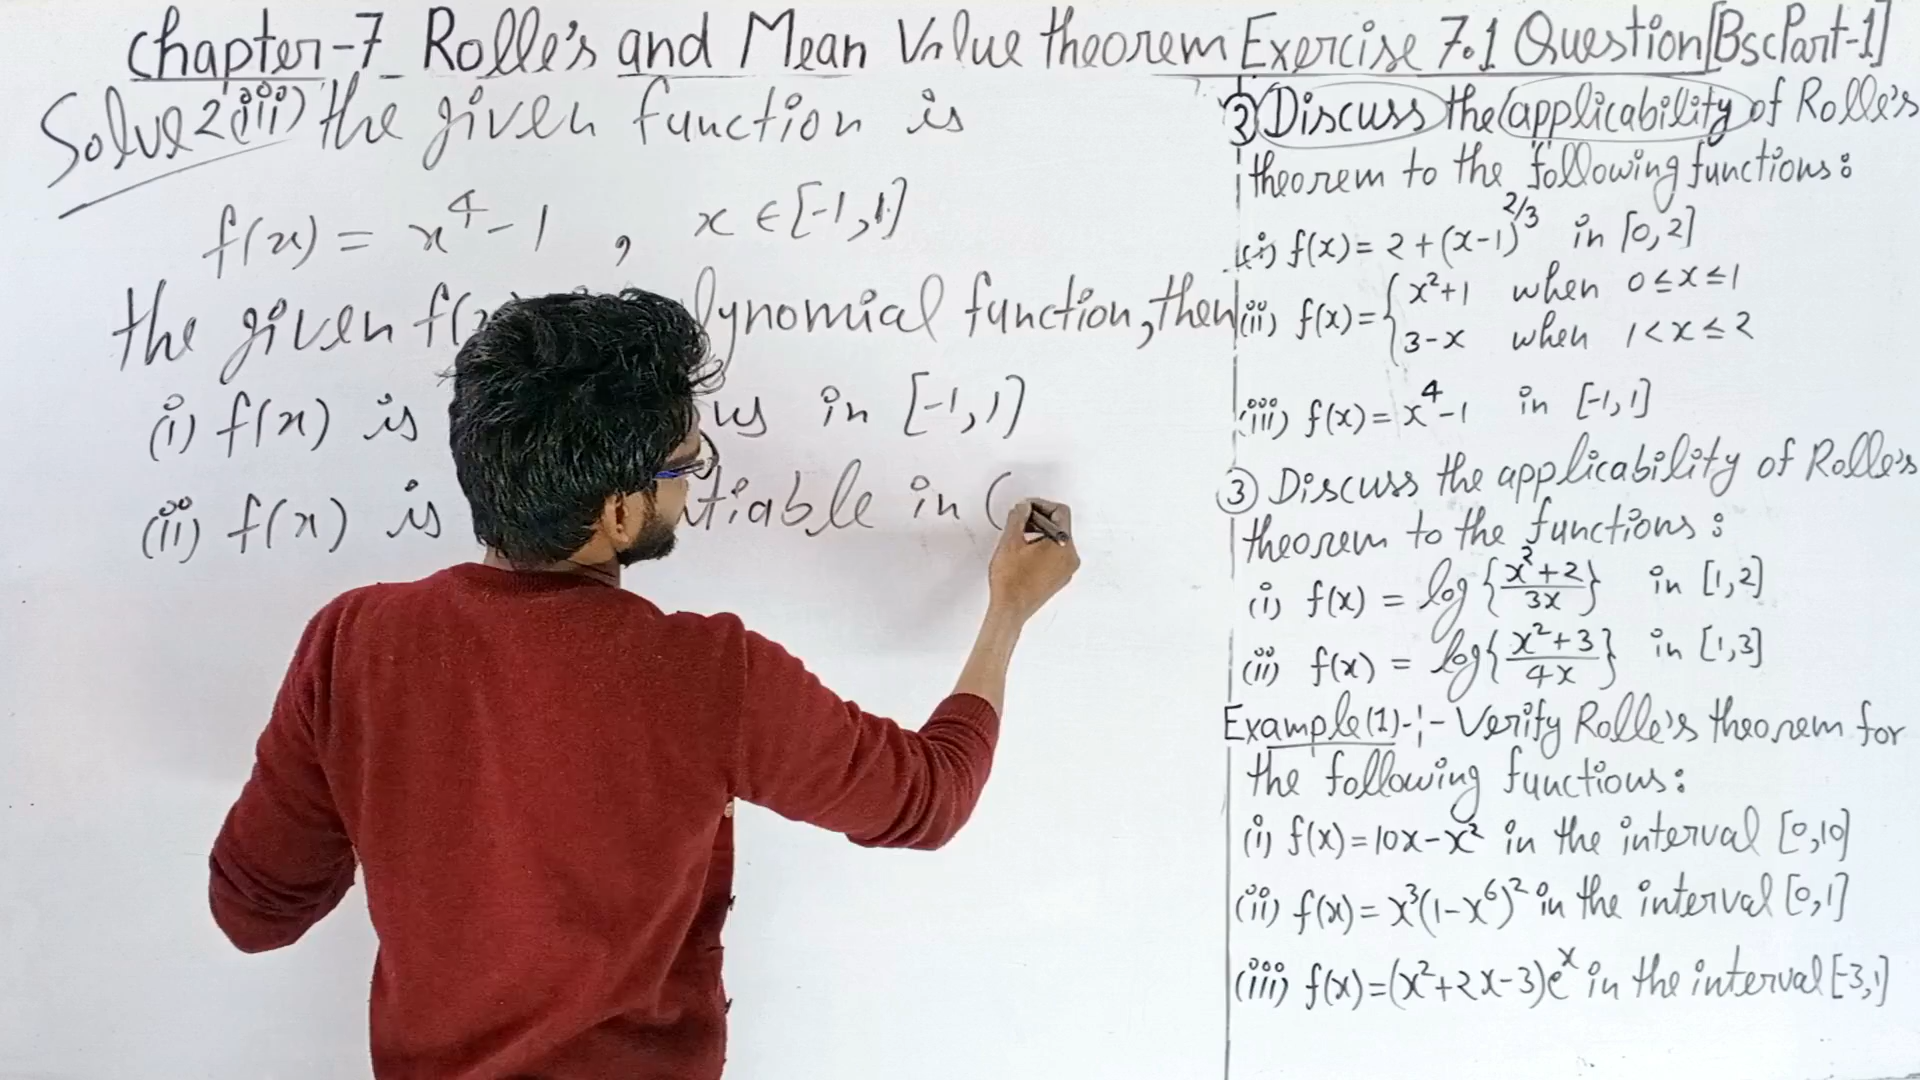 Chapter-7 Rolle's and Mean Value theorem Exercise 7.1 Question[BscPart-1]
Solve 2(iii) the given function is
f(x) = x⁴-1 , x ∈ [-1,1]
the given f( lynomial function, then
(i) f(x) is us in [-1,1]
(ii) f(x) is tiable in (
2 Discuss the applicability of Rolle's
theorem to the following functions:
(i) f(x) = 2+(x-1)^2/3 in [0,2]
(ii) f(x) = { x²+1 when 0≤x≤1
3-x when 1<x≤2
(iii) f(x) = x⁴-1 in [-1,1]
3 Discuss the applicability of Rolle's
theorem to the functions:
(i) f(x) = log{x²+2/3x} in [1,2]
(ii) f(x) = log{x²+3/4x} in [1,3]
Example(1)-:- Verify Rolle's theorem for
the following functions:
(i) f(x)=10x-x² in the interval [0,10]
(ii) f(x) = x³(1-x⁶)² in the interval [0,1]
(iii) f(x)=(x²+2x-3)eˣ in the interval [-3,1]